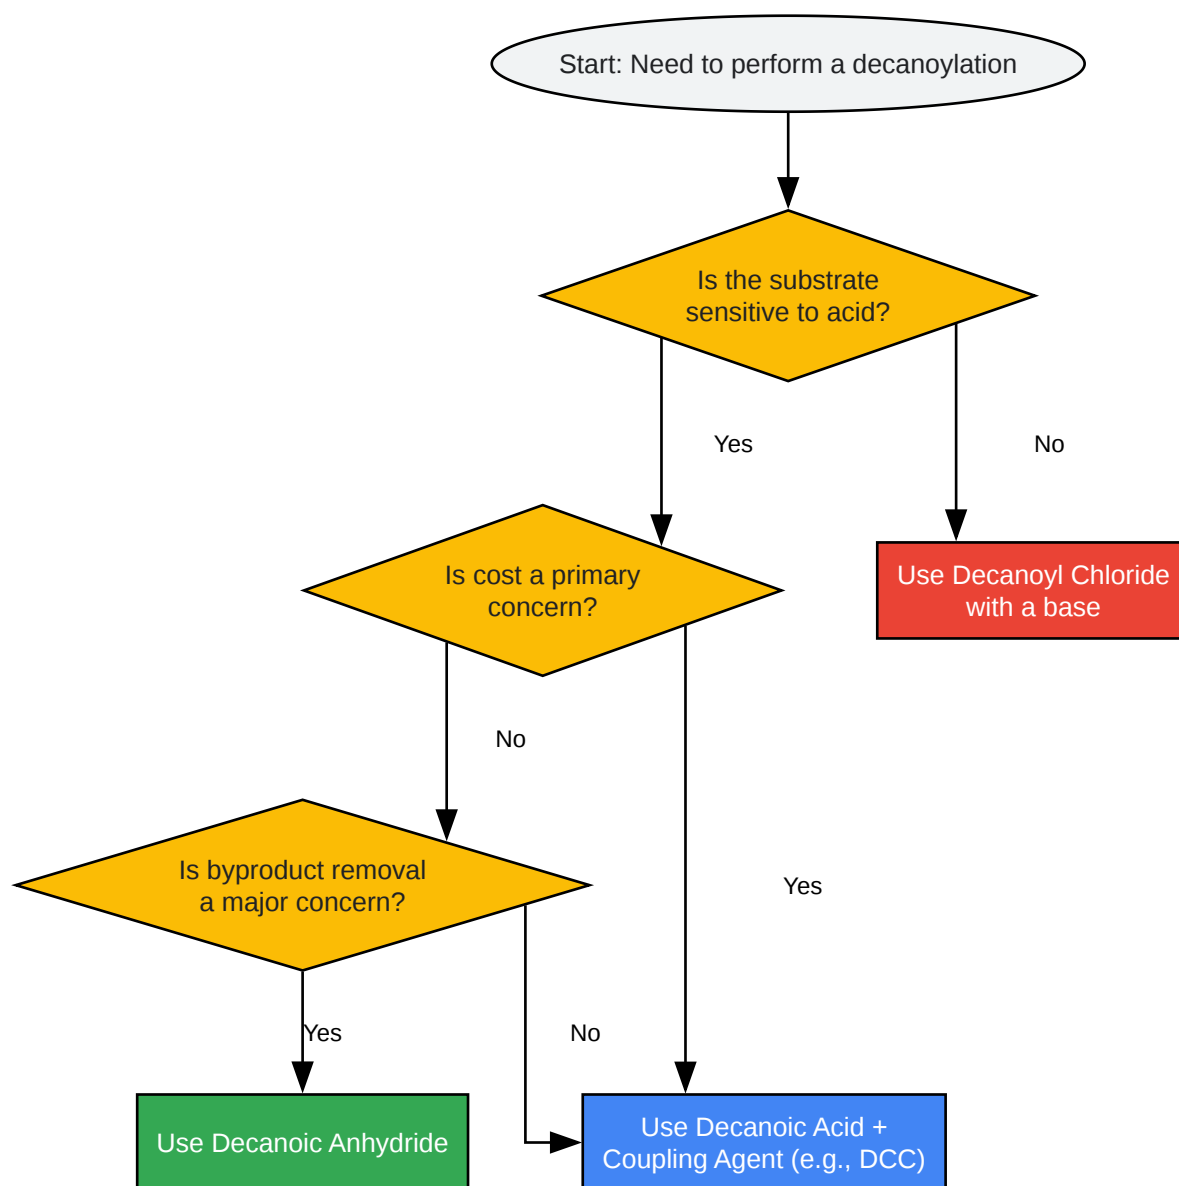 Start: Need to perform a decanoylation
Is the substrate
sensitive to acid?
Yes
No
Is cost a primary
concern?
Use Decanoyl Chloride
with a base
No
Is byproduct removal
a major concern?
Yes
Yes
No
Use Decanoic Anhydride
Use Decanoic Acid +
Coupling Agent (e.g., DCC)